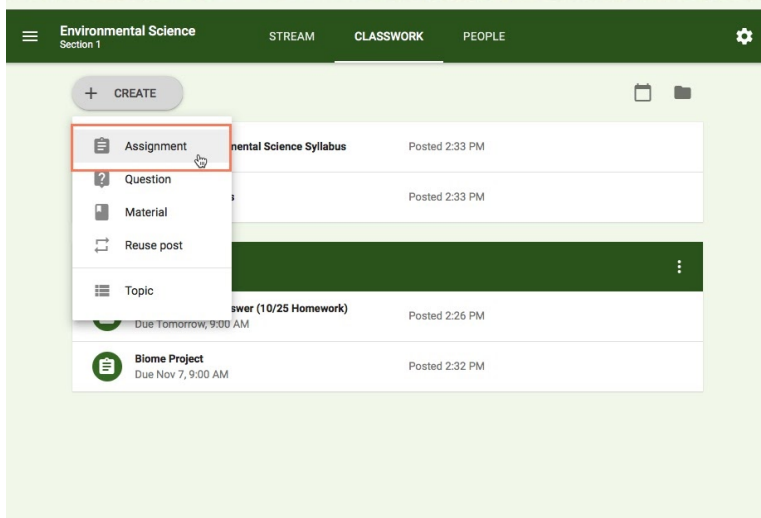 Environmental Science
Section 1
STREAM CLASSWORK PEOPLE
+ CREATE
Assignment
Question
Material
Reuse post
Topic
Science Syllabus Posted 2:33 PM
Posted 2:33 PM
(10/25 Homework)
Due Tomorrow, 9:00 AM Posted 2:26 PM
Biome Project
Due Nov 7, 9:00 AM Posted 2:32 PM